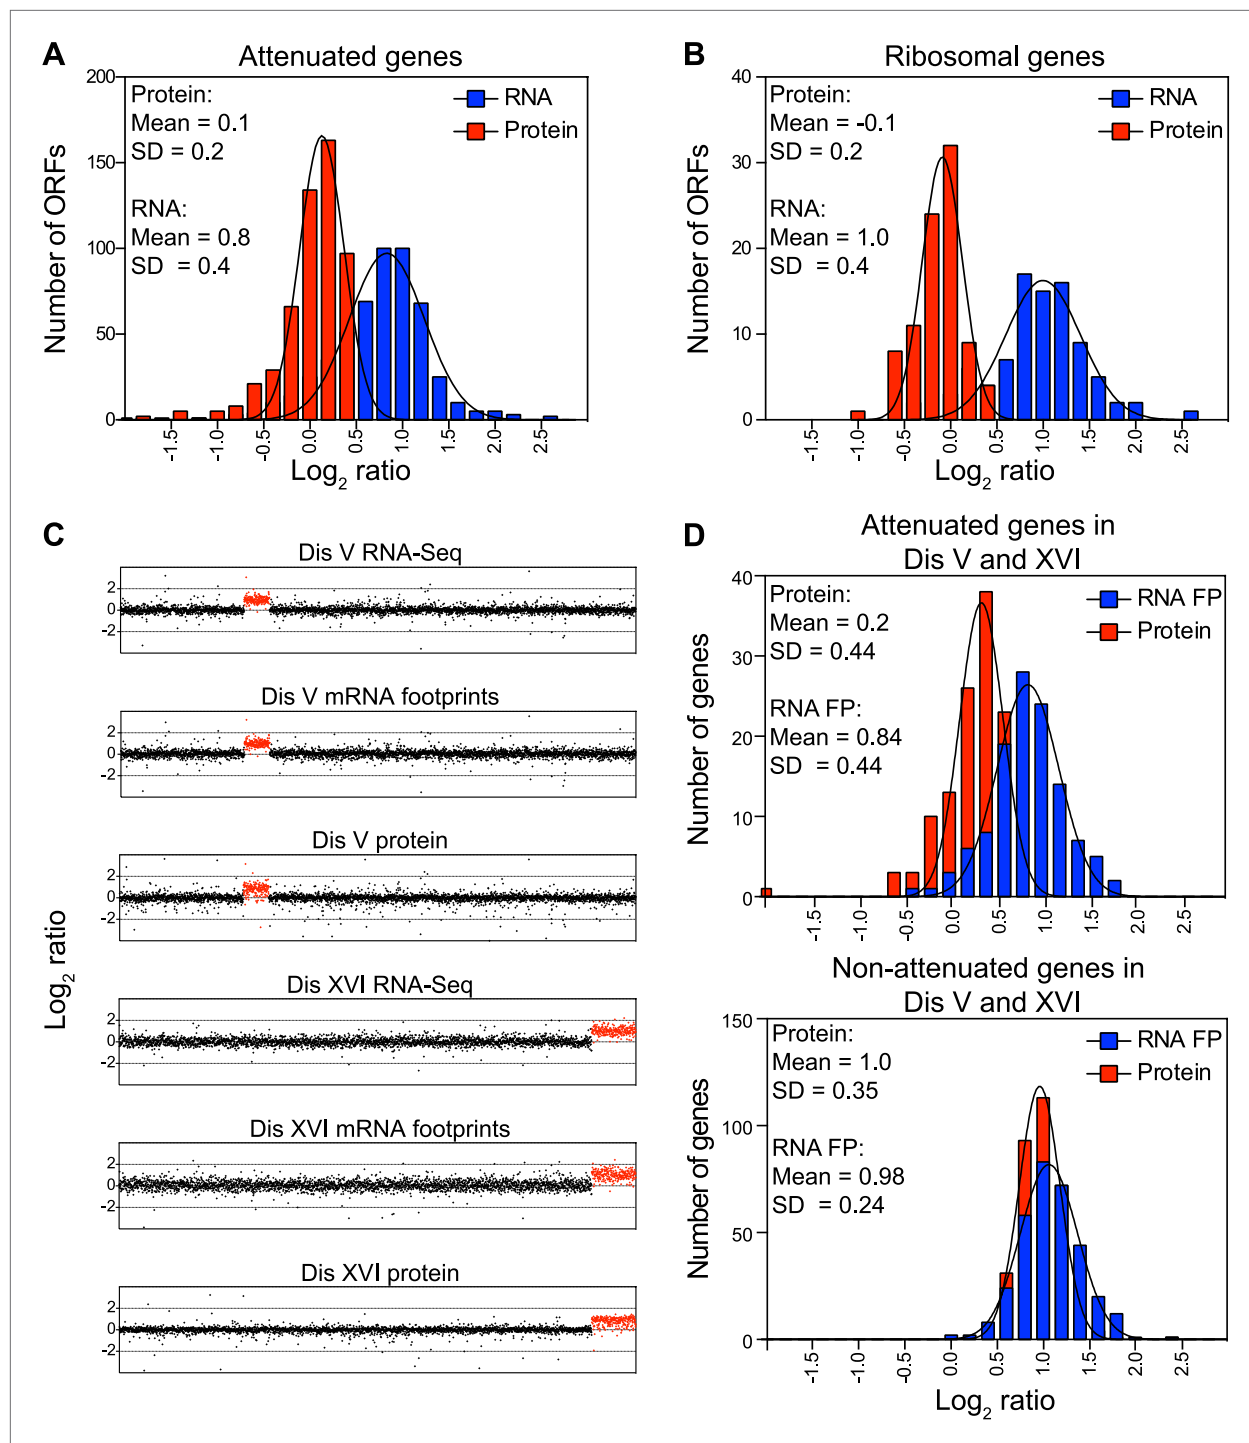 A
Attenuated genes
Number of ORFs
200
150
100
50
0
Protein:
Mean = 0.1
SD = 0.2
RNA:
Mean = 0.8
SD = 0.4
RNA
Protein
-1.5
-1.0
-0.5
0.0
0.5
1.0
1.5
2.0
2.5
Log2 ratio
B
Ribosomal genes
Number of ORFs
40
30
20
10
0
Protein:
Mean = -0.1
SD = 0.2
RNA:
Mean = 1.0
SD = 0.4
RNA
Protein
-1.5
-1.0
-0.5
0.0
0.5
1.0
1.5
2.0
2.5
Log2 ratio
C
Log2 ratio
Dis V RNA-Seq
2
0
-2
Dis V mRNA footprints
2
0
-2
Dis V protein
2
0
-2
Dis XVI RNA-Seq
2
0
-2
Dis XVI mRNA footprints
2
0
-2
Dis XVI protein
2
0
-2
D
Attenuated genes in
Dis V and XVI
Number of genes
40
30
20
10
0
Protein:
Mean = 0.2
SD = 0.44
RNA FP:
Mean = 0.84
SD = 0.44
RNA FP
Protein
-1.5
-1.0
-0.5
0.0
0.5
1.0
1.5
2.0
2.5
Non-attenuated genes in
Dis V and XVI
Number of genes
150
100
50
0
Protein:
Mean = 1.0
SD = 0.35
RNA FP:
Mean = 0.98
SD = 0.24
RNA FP
Protein
-1.5
-1.0
-0.5
0.0
0.5
1.0
1.5
2.0
2.5
Log2 ratio